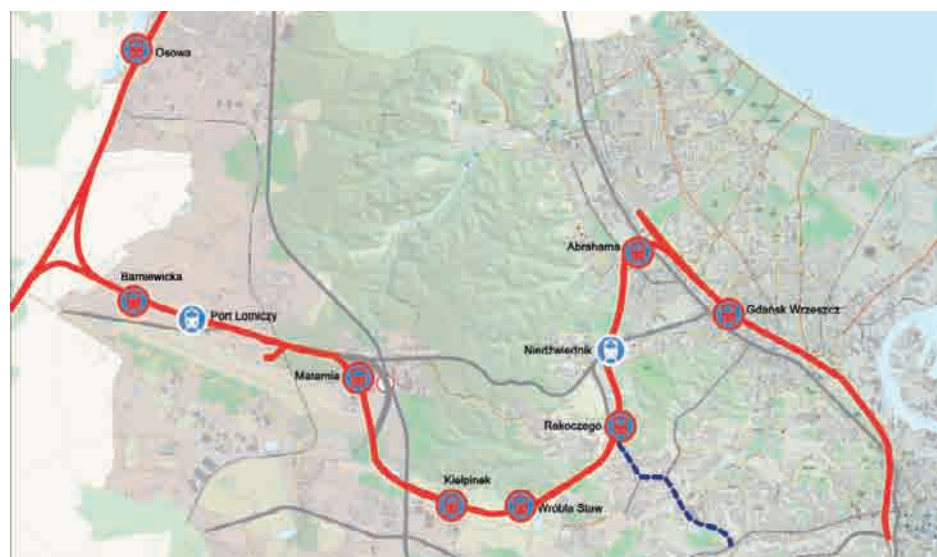 Osowa
Abrahama
Barniewicka
Port Lotniczy
Gdańsk Wrzeszcz
Niedźwiednik
Matarnia
Rakoczego
Kiełpinek
Wróbla Staw